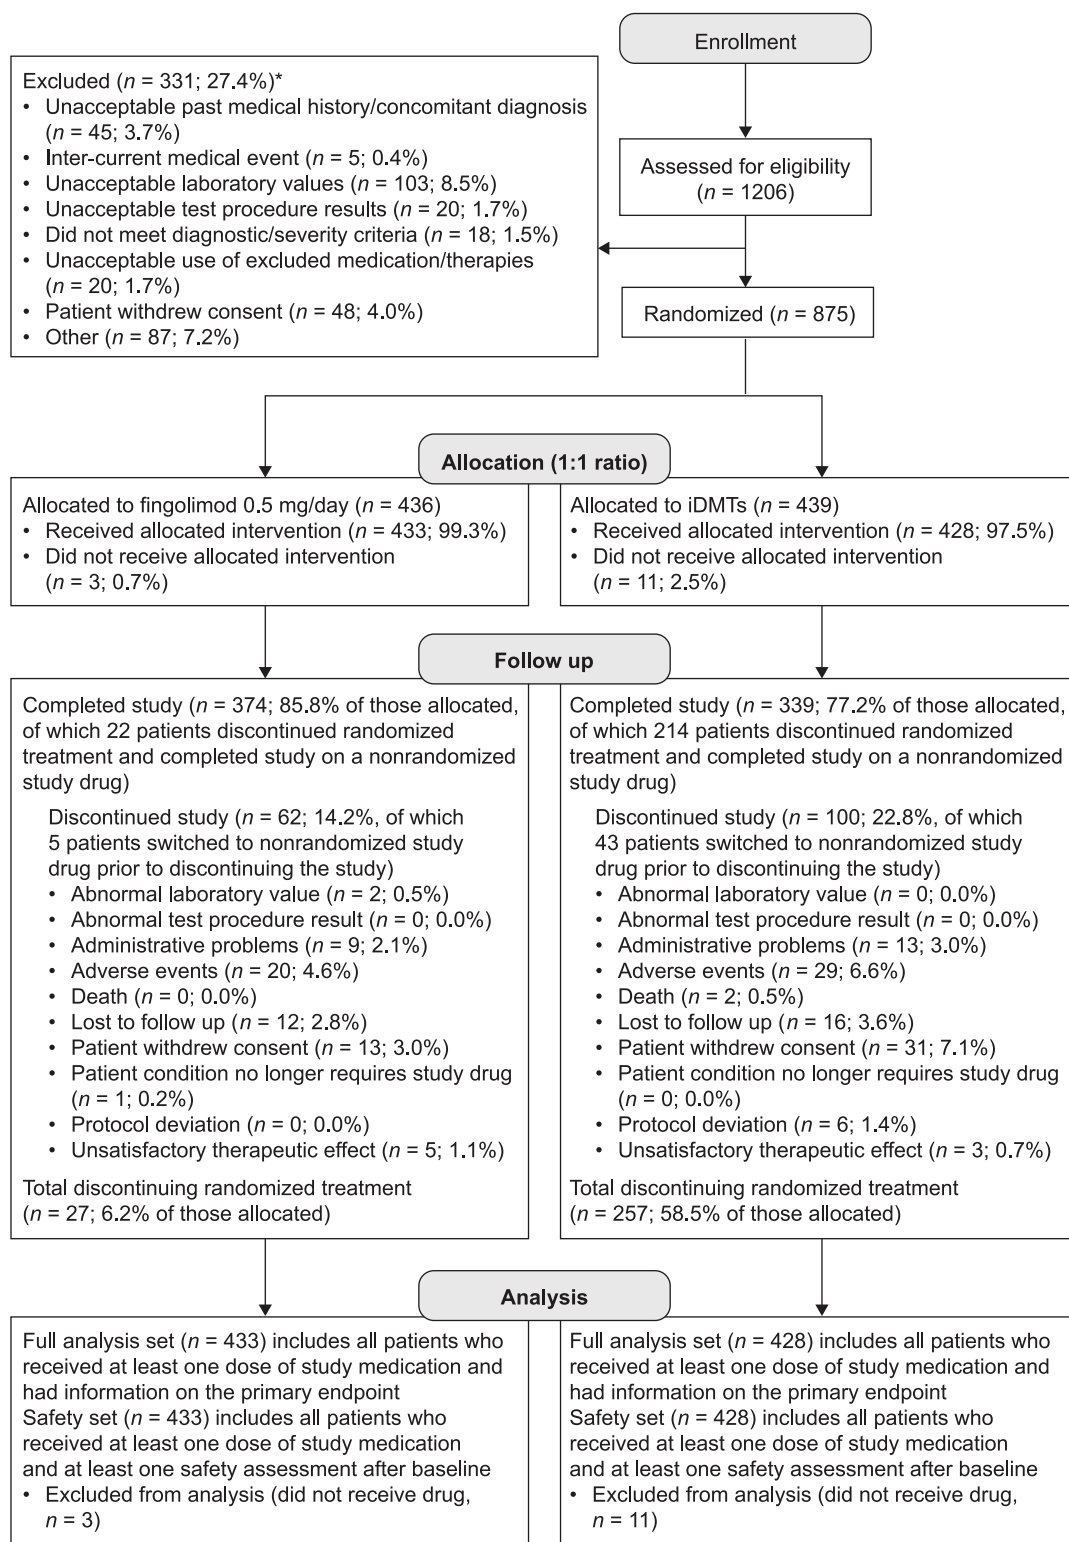 Enrollment
Excluded (n = 331; 27.4%)*
• Unacceptable past medical history/concomitant diagnosis
(n = 45; 3.7%)
• Inter-current medical event (n = 5; 0.4%)
• Unacceptable laboratory values (n = 103; 8.5%)
• Unacceptable test procedure results (n = 20; 1.7%)
• Did not meet diagnostic/severity criteria (n = 18; 1.5%)
• Unacceptable use of excluded medication/therapies
(n = 20; 1.7%)
• Patient withdrew consent (n = 48; 4.0%)
• Other (n = 87; 7.2%)
Assessed for eligibility
(n = 1206)
Randomized (n = 875)
Allocation (1:1 ratio)
Allocated to fingolimod 0.5 mg/day (n = 436)
• Received allocated intervention (n = 433; 99.3%)
• Did not receive allocated intervention
(n = 3; 0.7%)
Allocated to iDMTs (n = 439)
• Received allocated intervention (n = 428; 97.5%)
• Did not receive allocated intervention
(n = 11; 2.5%)
Follow up
Completed study (n = 374; 85.8% of those allocated,
of which 22 patients discontinued randomized
treatment and completed study on a nonrandomized
study drug)
Discontinued study (n = 62; 14.2%, of which
5 patients switched to nonrandomized study
drug prior to discontinuing the study)
• Abnormal laboratory value (n = 2; 0.5%)
• Abnormal test procedure result (n = 0; 0.0%)
• Administrative problems (n = 9; 2.1%)
• Adverse events (n = 20; 4.6%)
• Death (n = 0; 0.0%)
• Lost to follow up (n = 12; 2.8%)
• Patient withdrew consent (n = 13; 3.0%)
• Patient condition no longer requires study drug
(n = 1; 0.2%)
• Protocol deviation (n = 0; 0.0%)
• Unsatisfactory therapeutic effect (n = 5; 1.1%)
Total discontinuing randomized treatment
(n = 27; 6.2% of those allocated)
Completed study (n = 339; 77.2% of those allocated,
of which 214 patients discontinued randomized
treatment and completed study on a nonrandomized
study drug)
Discontinued study (n = 100; 22.8%, of which
43 patients switched to nonrandomized study
drug prior to discontinuing the study)
• Abnormal laboratory value (n = 0; 0.0%)
• Abnormal test procedure result (n = 0; 0.0%)
• Administrative problems (n = 13; 3.0%)
• Adverse events (n = 29; 6.6%)
• Death (n = 2; 0.5%)
• Lost to follow up (n = 16; 3.6%)
• Patient withdrew consent (n = 31; 7.1%)
• Patient condition no longer requires study drug
(n = 0; 0.0%)
• Protocol deviation (n = 6; 1.4%)
• Unsatisfactory therapeutic effect (n = 3; 0.7%)
Total discontinuing randomized treatment
(n = 257; 58.5% of those allocated)
Analysis
Full analysis set (n = 433) includes all patients who
received at least one dose of study medication and
had information on the primary endpoint
Safety set (n = 433) includes all patients who
received at least one dose of study medication
and at least one safety assessment after baseline
• Excluded from analysis (did not receive drug,
n = 3)
Full analysis set (n = 428) includes all patients who
received at least one dose of study medication and
had information on the primary endpoint
Safety set (n = 428) includes all patients who
received at least one dose of study medication
and at least one safety assessment after baseline
• Excluded from analysis (did not receive drug,
n = 11)